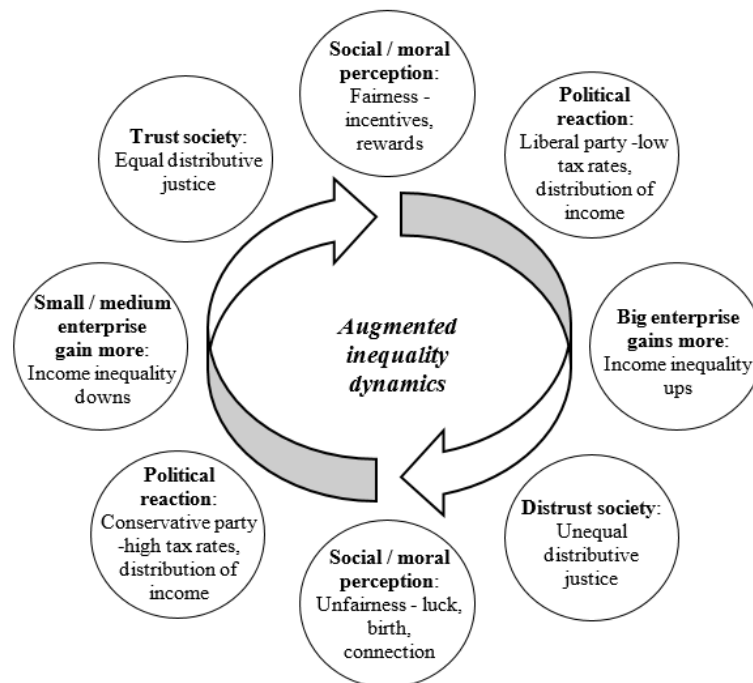 Social / moral
perception:
Fairness -
incentives,
rewards
Political
reaction:
Liberal party -low
tax rates,
distribution of
income
Big enterprise
gains more:
Income inequality
ups
Distrust society:
Unequal
distributive
justice
Social / moral
perception:
Unfairness - luck,
birth,
connection
Political
reaction:
Conservative party
-high tax rates,
distribution of
income
Small / medium
enterprise
gain more:
Income inequality
downs
Trust society:
Equal distributive
justice
Augmented
inequality
dynamics